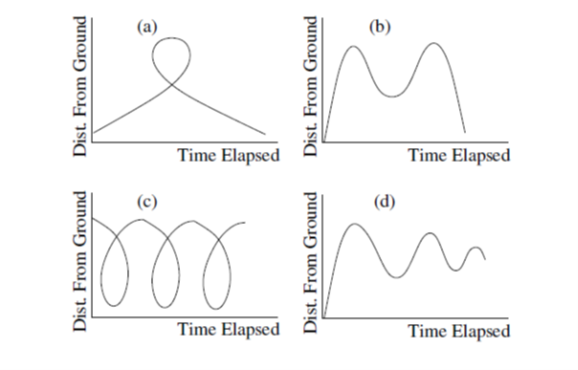 (a)
Dist. From Ground
Time Elapsed
(b)
Dist. From Ground
Time Elapsed
(c)
Dist. From Ground
Time Elapsed
(d)
Dist. From Ground
Time Elapsed